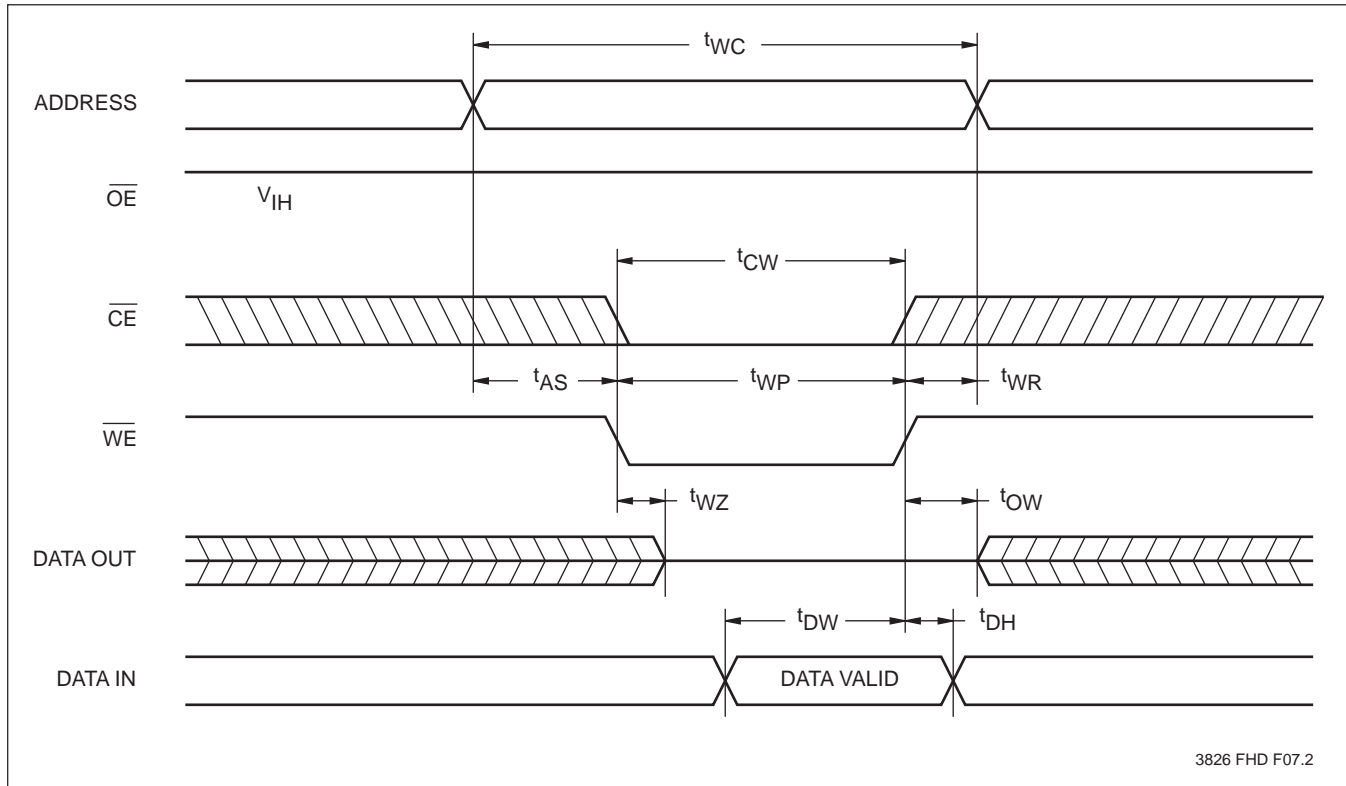 tWC
ADDRESS
OE
VIH
tCW
CE
tAS
tWP
tWR
WE
tWZ
tOW
DATA OUT
tDW
tDH
DATA IN
DATA VALID
3826 FHD F07.2